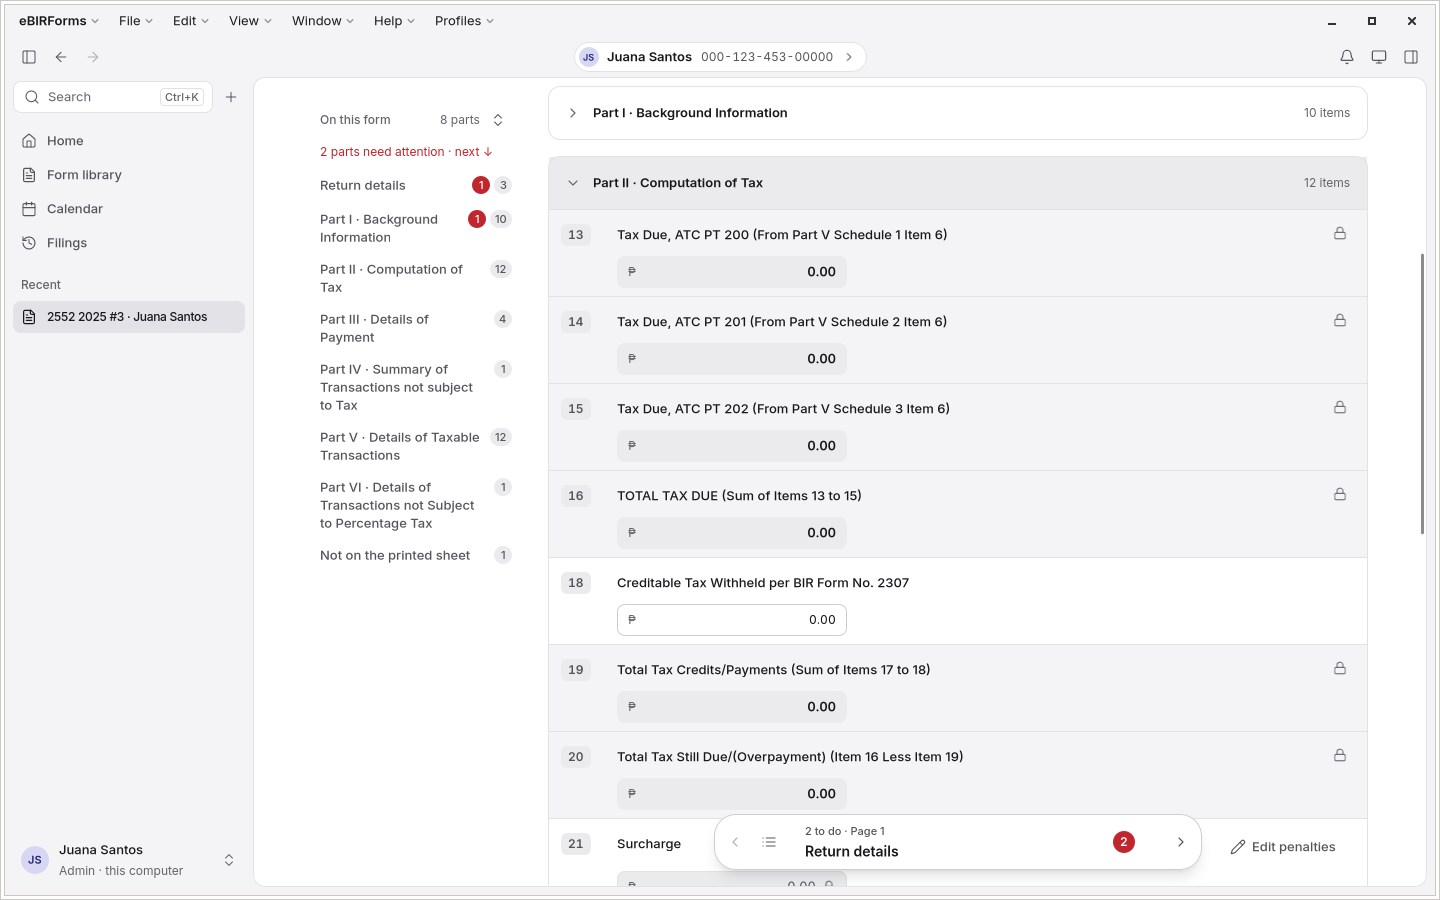 eBIRForms File Edit View Window Help Profiles
JS Juana Santos 000-123-453-00000
Search Ctrl+K
Home
Form library
Calendar
Filings
Recent
2552 2025 #3 · Juana Santos
JS Juana Santos
Admin · this computer
On this form 8 parts
2 parts need attention · next ↓
Return details 1 3
Part I · Background 1 10
Information
Part II · Computation of 12
Tax
Part III · Details of 4
Payment
Part IV · Summary of 1
Transactions not subject
to Tax
Part V · Details of Taxable 12
Transactions
Part VI · Details of 1
Transactions not Subject
to Percentage Tax
Not on the printed sheet 1
Part I · Background Information 10 items
Part II · Computation of Tax 12 items
13 Tax Due, ATC PT 200 (From Part V Schedule 1 Item 6)
₱ 0.00
14 Tax Due, ATC PT 201 (From Part V Schedule 2 Item 6)
₱ 0.00
15 Tax Due, ATC PT 202 (From Part V Schedule 3 Item 6)
₱ 0.00
16 TOTAL TAX DUE (Sum of Items 13 to 15)
₱ 0.00
18 Creditable Tax Withheld per BIR Form No. 2307
₱ 0.00
19 Total Tax Credits/Payments (Sum of Items 17 to 18)
₱ 0.00
20 Total Tax Still Due/(Overpayment) (Item 16 Less Item 19)
₱ 0.00
21 Surcharge Edit penalties
₱ 0.00
2 to do · Page 1
Return details 2